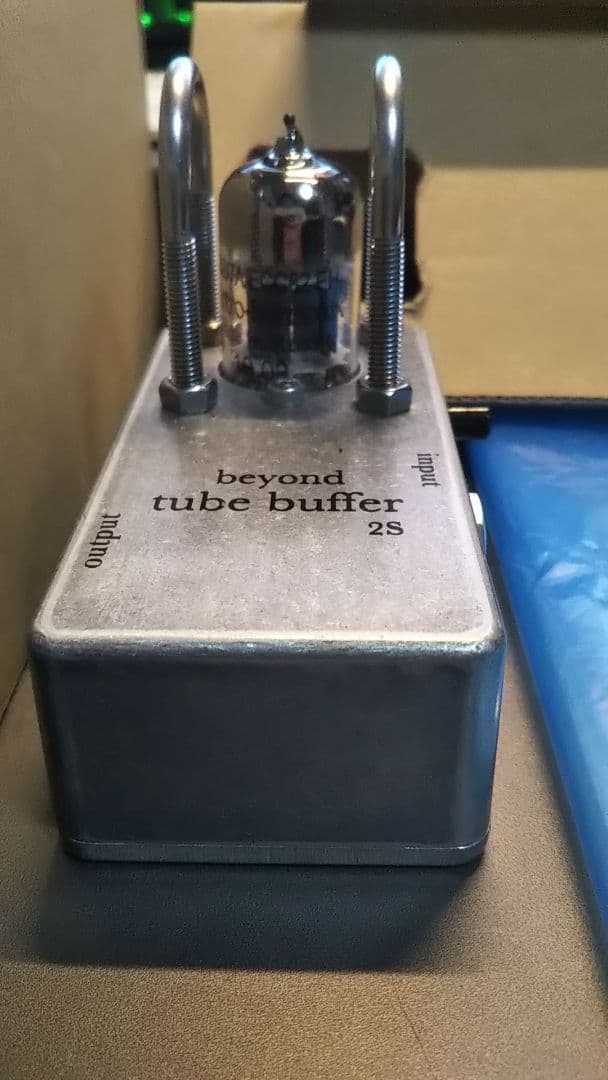 beyond
tube buffer
2S
input
output